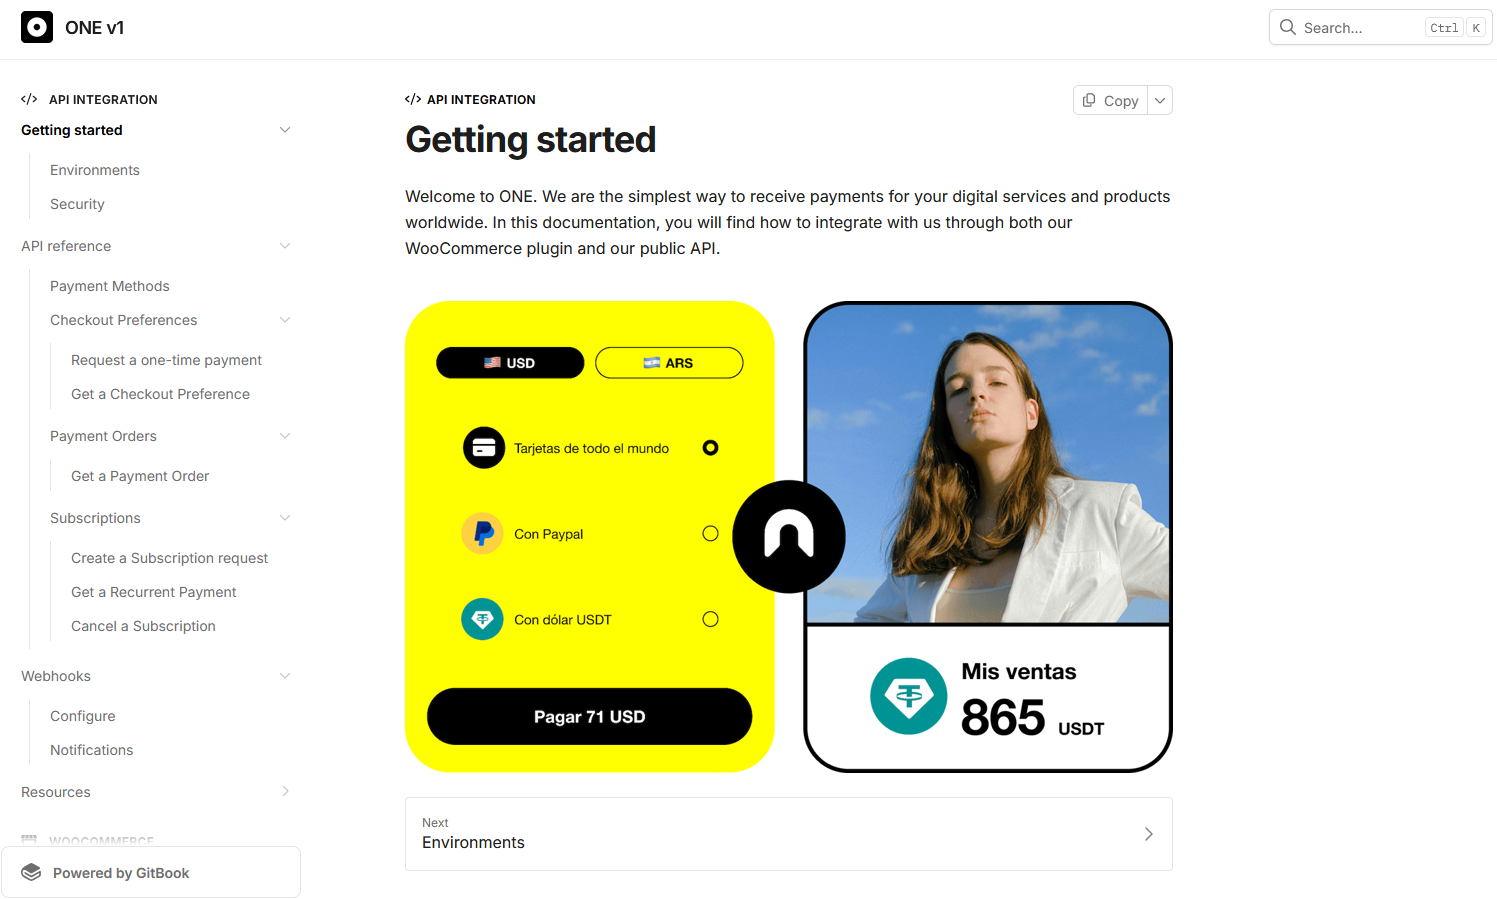 ONE v1
Search...
Ctrl K
API INTEGRATION
Getting started
Environments
Security
API reference
Payment Methods
Checkout Preferences
Request a one-time payment
Get a Checkout Preference
Payment Orders
Get a Payment Order
Subscriptions
Create a Subscription request
Get a Recurrent Payment
Cancel a Subscription
Webhooks
Configure
Notifications
Resources
WOOCOMMERCE
Powered by GitBook
API INTEGRATION
Copy
Getting started
Welcome to ONE. We are the simplest way to receive payments for your digital services and products
worldwide. In this documentation, you will find how to integrate with us through both our
WooCommerce plugin and our public API.
USD
ARS
Tarjetas de todo el mundo
Con Paypal
Con dólar USDT
Pagar 71 USD
Mis ventas
865 USDT
Next
Environments